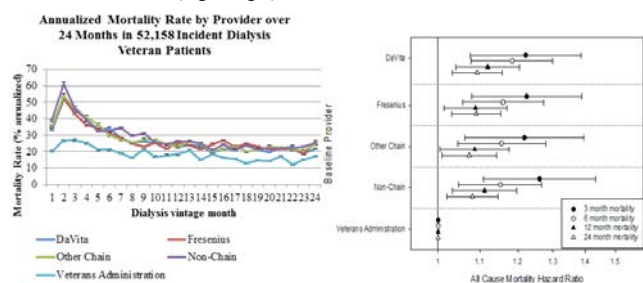 Annualized Mortality Rate by Provider over
24 Months in 52,158 Incident Dialysis
Veteran Patients
Mortality Rate (% annualized)
70
60
50
40
30
20
10
0
1 2 3 4 5 6 7 8 9 10 11 12 13 14 15 16 17 18 19 20 21 22 23 24
Dialysis vintage month
DaVita
Fresenius
Other Chain
Non-Chain
Veterans Administration
Baseline Provider
DaVita
Fresenius
Other Chain
Non-Chain
Veterans Administration
3 month mortality
6 month mortality
12 month mortality
24 month mortality
1 1.1 1.2 1.3 1.4 1.5
All Cause Mortality Hazard Ratio